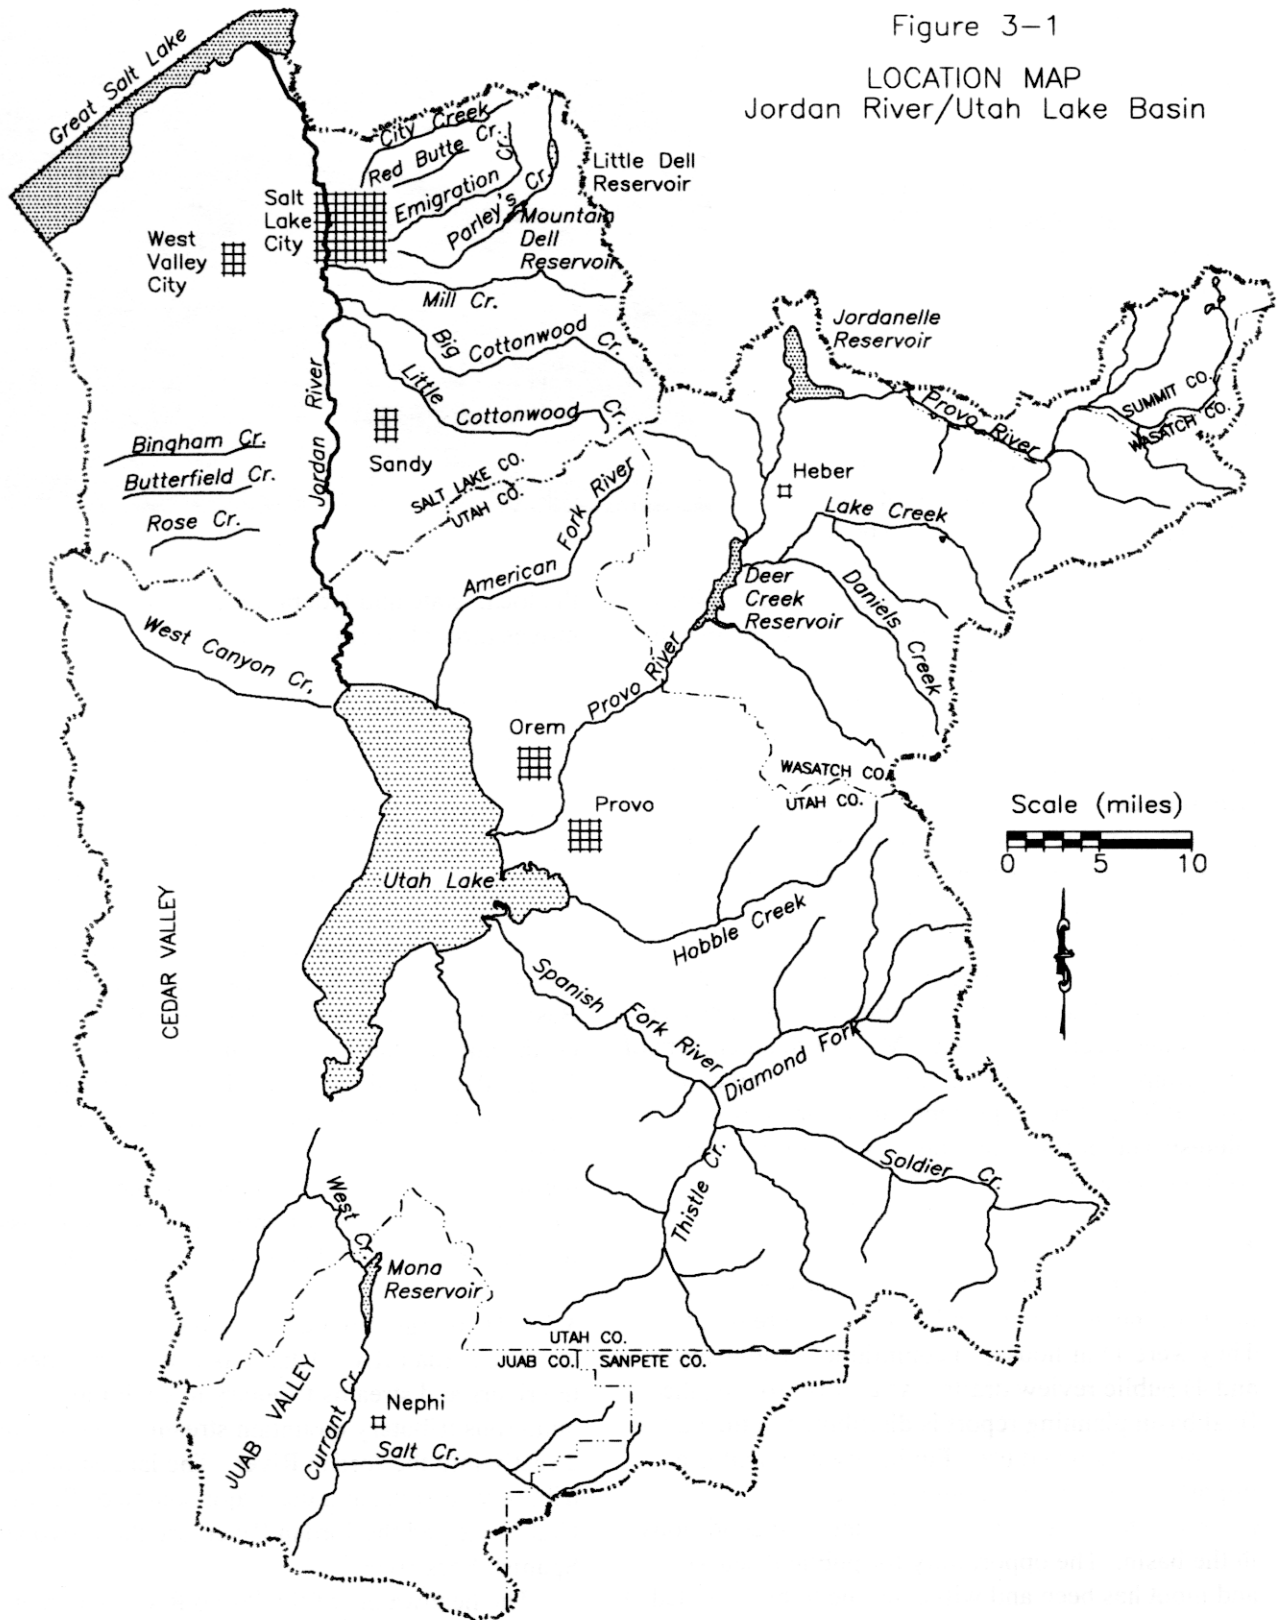 Figure 3-1
LOCATION MAP
Jordan River/Utah Lake Basin
Great Salt Lake
City Creek
Red Butte Cr.
Emigration Cr.
Parley's Cr.
Little Dell
Reservoir
Mountain
Dell
Reservoir
Salt
Lake
City
West
Valley
City
Mill Cr.
Big Cottonwood Cr.
Little Cottonwood Cr.
Jordan River
Sandy
Bingham Cr.
Butterfield Cr.
Rose Cr.
SALT LAKE CO.
UTAH CO.
Jordanelle
Reservoir
Provo River
SUMMIT CO.
WASATCH CO.
Heber
Lake Creek
American Fork River
Deer
Creek
Reservoir
Daniels Creek
West Canyon Cr.
Provo River
Orem
Provo
WASATCH CO.
UTAH CO.
Scale (miles)
0 5 10
Utah Lake
CEDAR VALLEY
Hobble Creek
Spanish Fork River
Diamond Fork
Thistle Cr.
Soldier Cr.
West Cr.
Mona
Reservoir
UTAH CO.
JUAB CO.
SANPETE CO.
JUAB VALLEY
Currant Cr.
Nephi
Salt Cr.